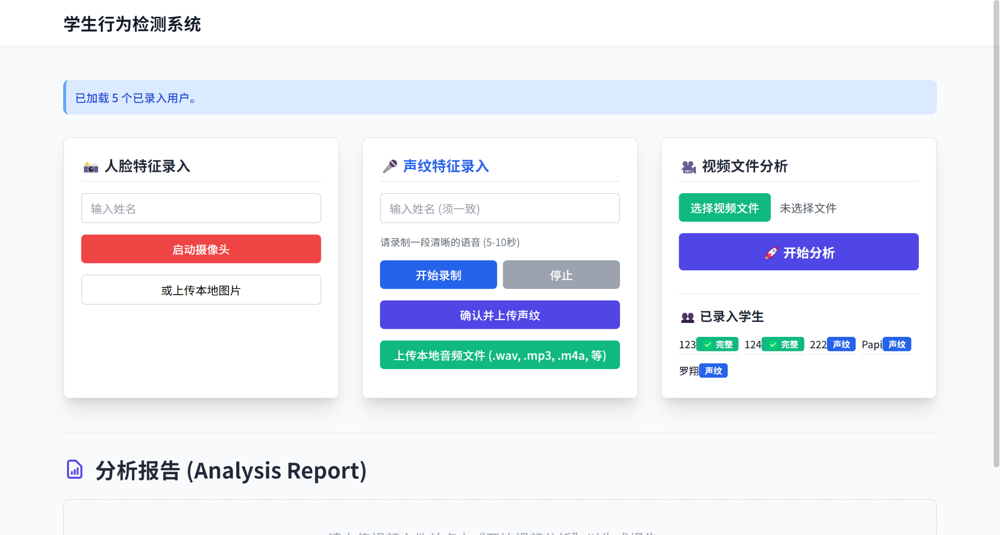 学生行为检测系统
已加载 5 个已录入用户。
人脸特征录入
输入姓名
启动摄像头
或上传本地图片
声纹特征录入
输入姓名 (须一致)
请录制一段清晰的语音 (5-10秒)
开始录制 停止
确认并上传声纹
上传本地音频文件 (.wav, .mp3, .m4a, 等)
视频文件分析
选择视频文件 未选择文件
开始分析
已录入学生
123 完整 124 完整 222 声纹 Papi 声纹
罗翔 声纹
分析报告 (Analysis Report)